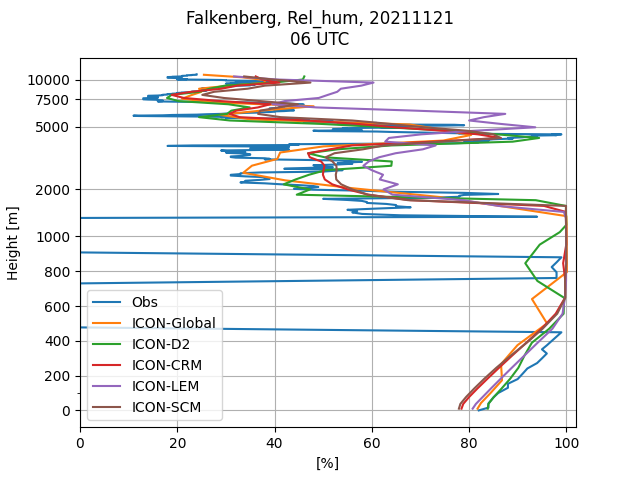 Falkenberg, Rel_hum, 20211121
06 UTC
Height [m]
10000
7500
5000
2000
1000
800
600
400
200
0
Obs
ICON-Global
ICON-D2
ICON-CRM
ICON-LEM
ICON-SCM
0 20 40 60 80 100
[%]